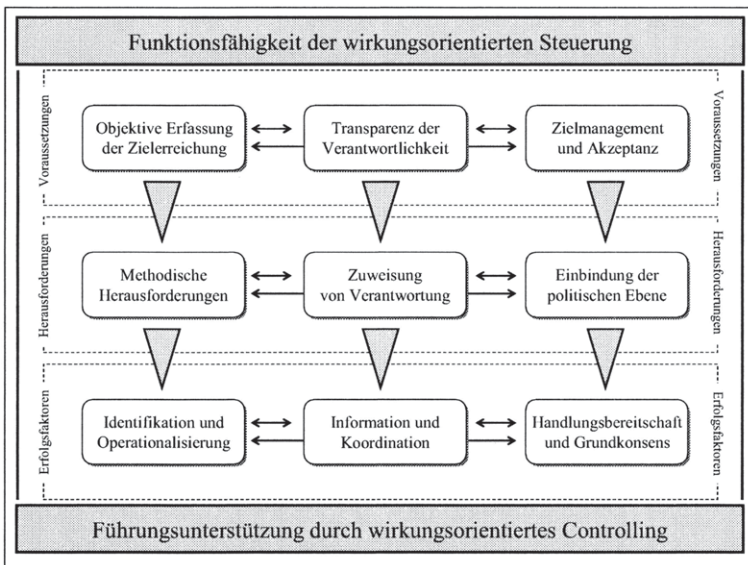 Funktionsfähigkeit der wirkungsorientierten Steuerung
Voraussetzungen
Objektive Erfassung
der Zielerreichung
Transparenz der
Verantwortlichkeit
Zielmanagement
und Akzeptanz
Voraussetzungen
Herausforderungen
Methodische
Herausforderungen
Zuweisung
von Verantwortung
Einbindung der
politischen Ebene
Herausforderungen
Erfolgsfaktoren
Identifikation und
Operationalisierung
Information und
Koordination
Handlungsbereitschaft
und Grundkonsens
Erfolgsfaktoren
Führungsunterstützung durch wirkungsorientiertes Controlling